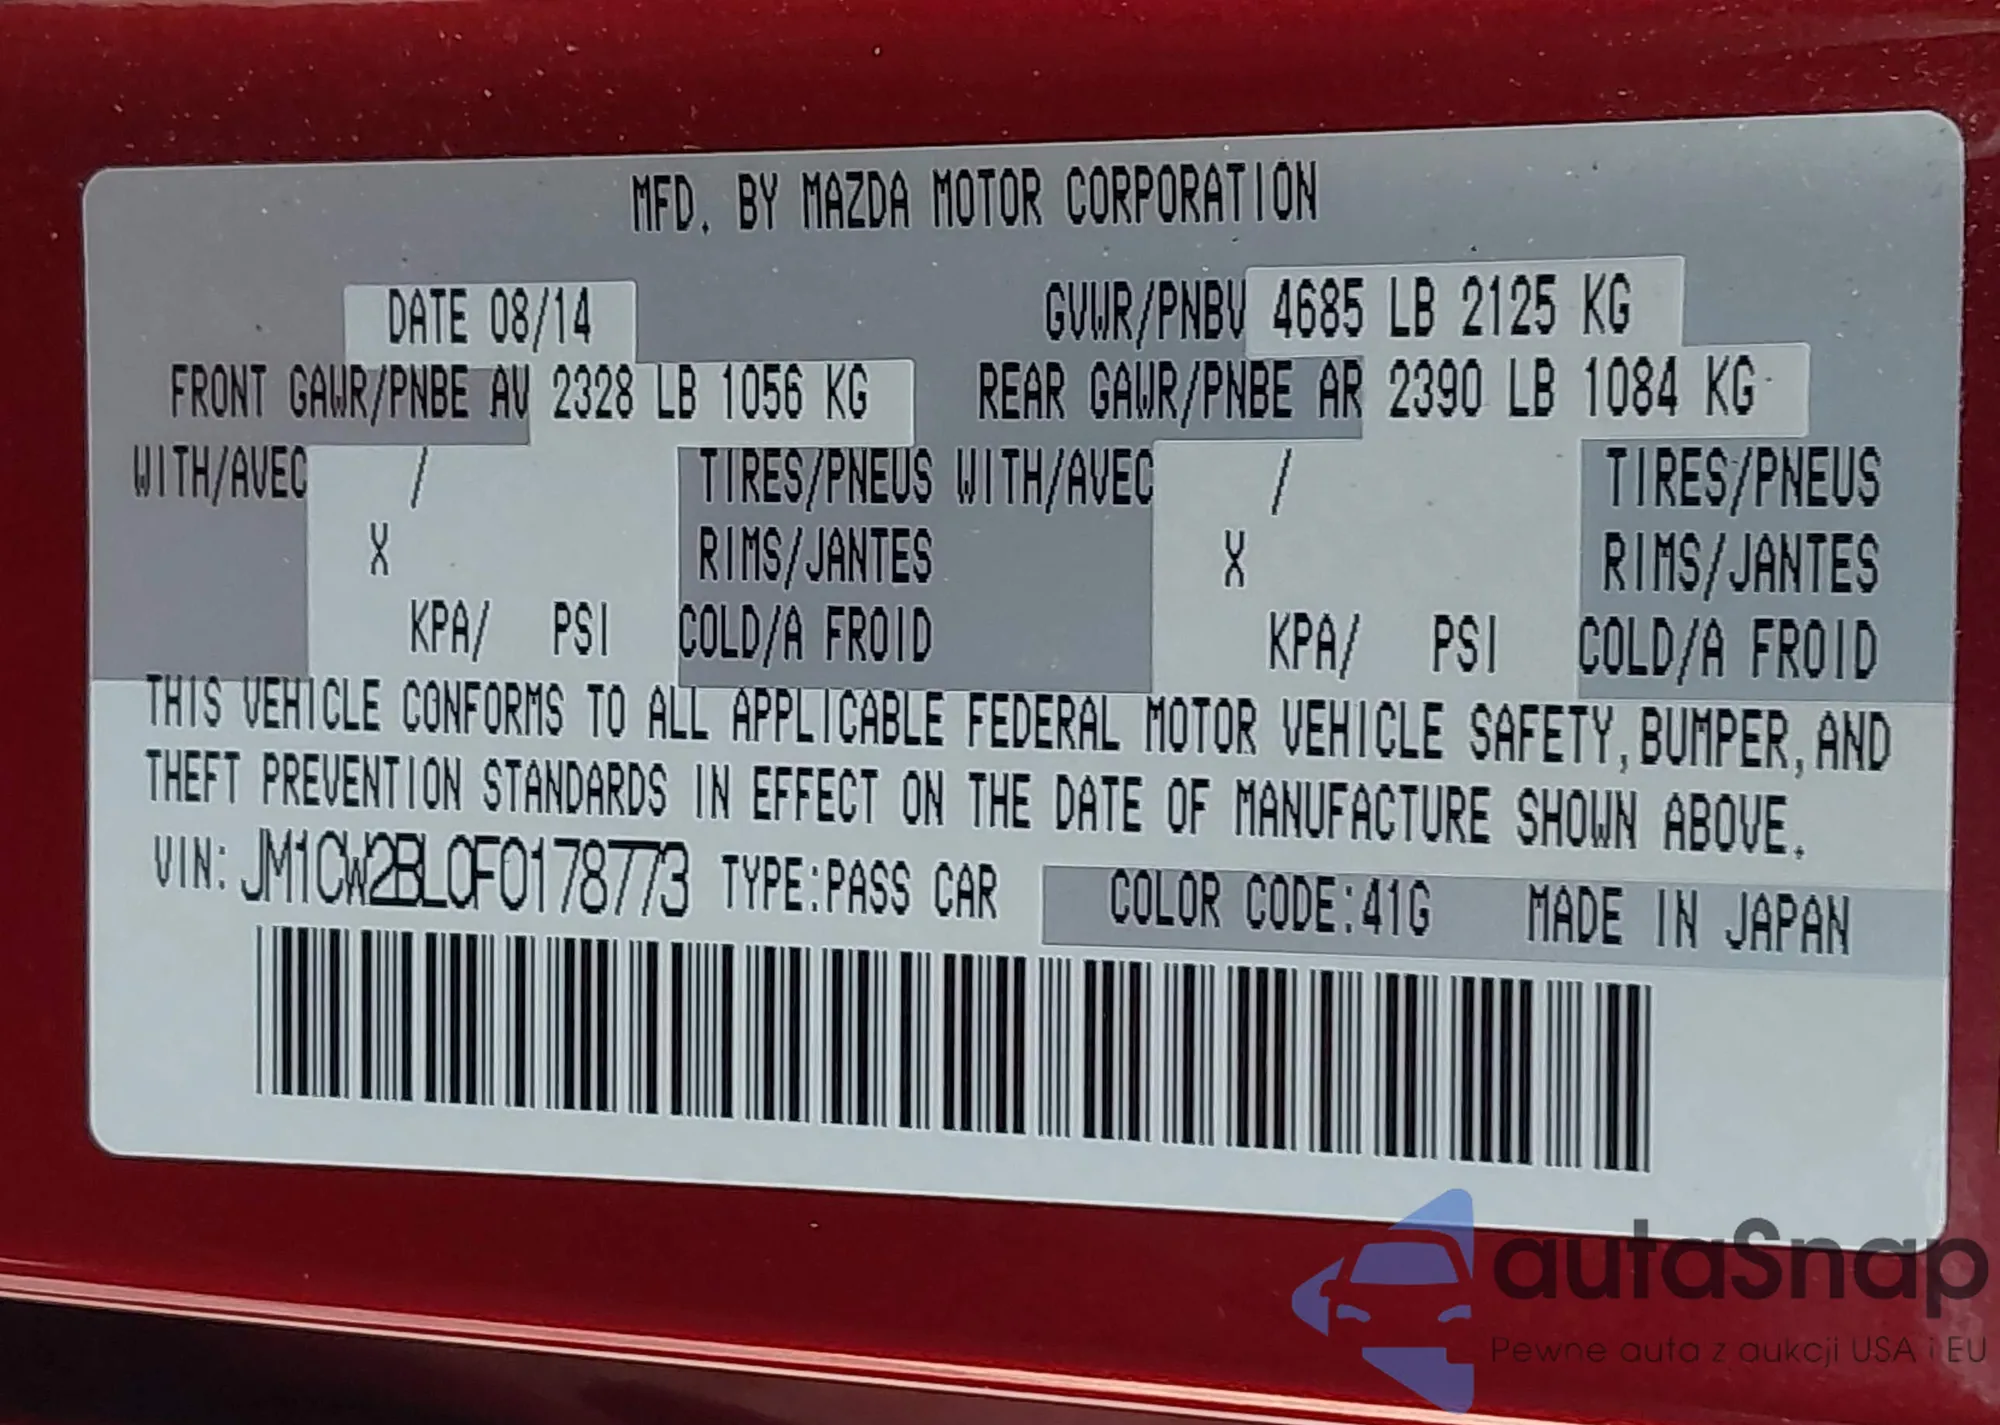 MFD. BY MAZDA MOTOR CORPORATION
DATE 08/14 GVWR/PNBV 4685 LB 2125 KG
FRONT GAWR/PNBE AV 2328 LB 1056 KG REAR GAWR/PNBE AR 2390 LB 1084 KG
WITH/AVEC / TIRES/PNEUS WITH/AVEC / TIRES/PNEUS
X RIMS/JANTES X RIMS/JANTES
KPA/ PSI COLD/A FROID KPA/ PSI COLD/A FROID
THIS VEHICLE CONFORMS TO ALL APPLICABLE FEDERAL MOTOR VEHICLE SAFETY,BUMPER,AND
THEFT PREVENTION STANDARDS IN EFFECT ON THE DATE OF MANUFACTURE SHOWN ABOVE.
VIN: JM1CW2BL0F0178773 TYPE:PASS CAR COLOR CODE:41G MADE IN JAPAN
autaSnap
Pewne auta z aukcji USA i EU